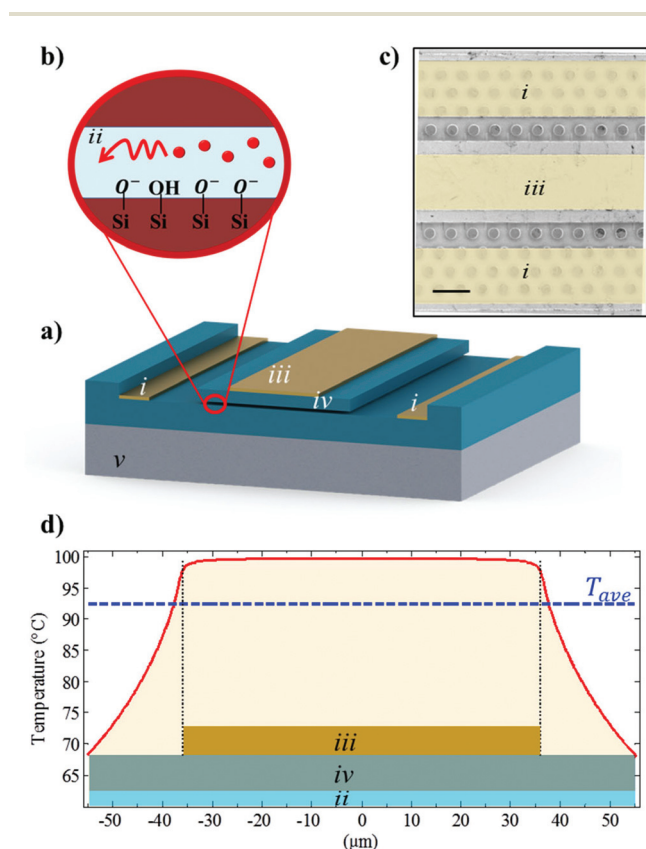 b)
c)
ii
O⁻ OH O⁻ O⁻
Si Si Si Si
i
iii
i
a)
i
iii
iv
i
v
d)
100
95
90
85
80
75
70
65
Temperature (°C)
T_ave
iii
iv
ii
-50 -40 -30 -20 -10 0 10 20 30 40 50
(μm)